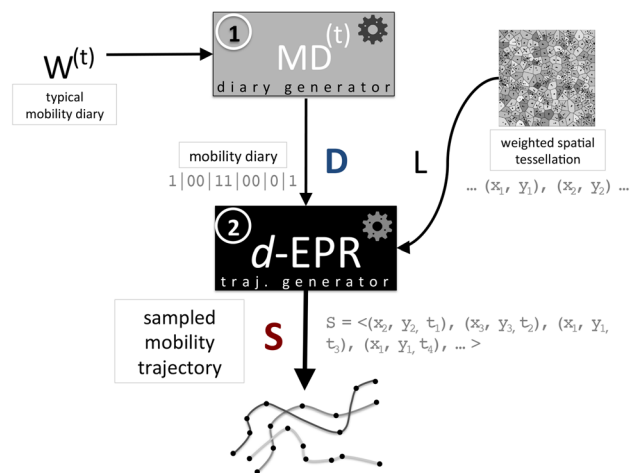 1
MD(t)
diary generator
W(t)
typical
mobility diary
mobility diary
1|00|11|00|0|1
D
L
weighted spatial
tessellation
... (x1, y1), (x2, y2) ...
2
d-EPR
traj. generator
sampled
mobility
trajectory
S
S = <(x2, y2, t1), (x3, y3, t2), (x1, y1,
t3), (x1, y1, t4), ... >